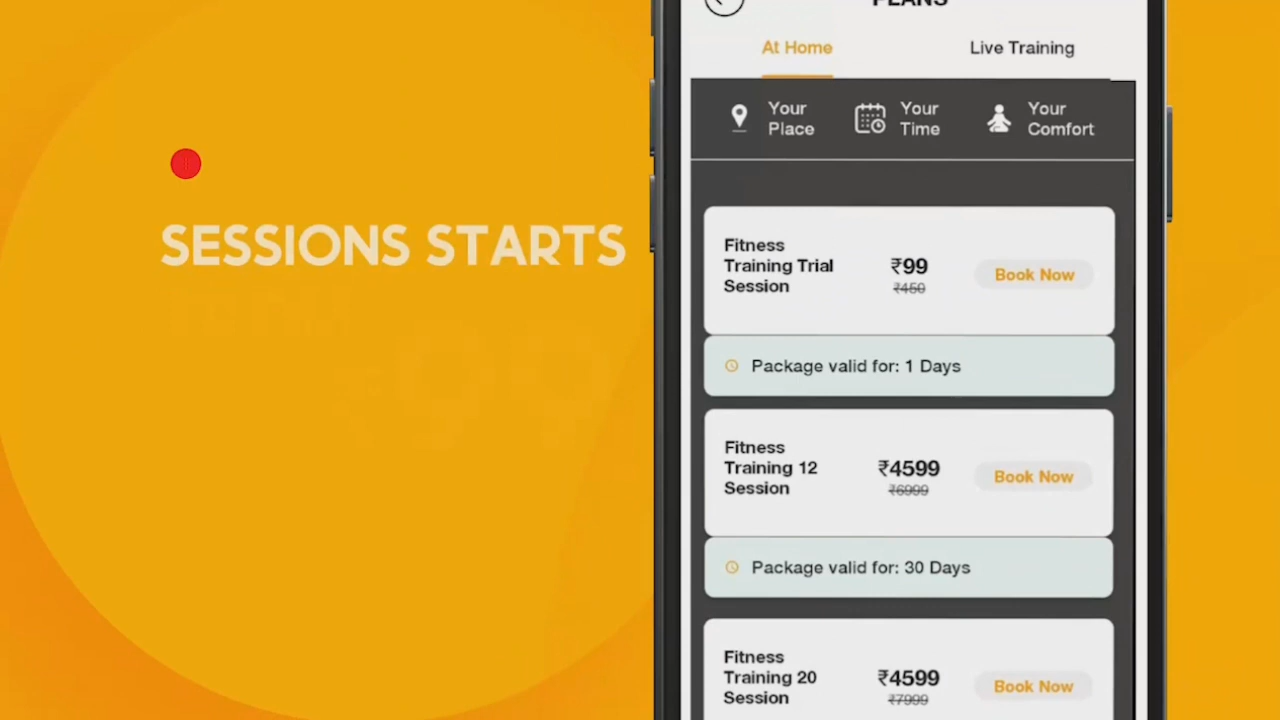 SESSIONS STARTS
PLANS
At Home
Live Training
Your
Place
Your
Time
Your
Comfort
Fitness
Training Trial
Session
₹99
₹450
Book Now
Package valid for: 1 Days
Fitness
Training 12
Session
₹4599
₹6999
Book Now
Package valid for: 30 Days
Fitness
Training 20
Session
₹4599
₹7999
Book Now